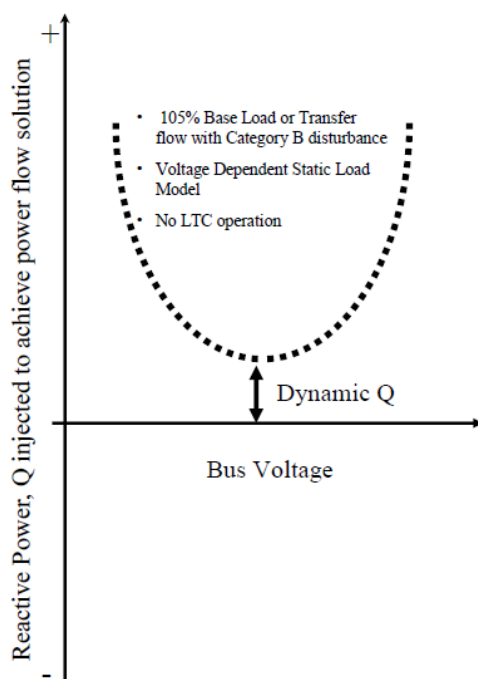 +
Reactive Power, Q injected to achieve power flow solution
• 105% Base Load or Transfer
flow with Category B disturbance
• Voltage Dependent Static Load
Model
• No LTC operation
Dynamic Q
Bus Voltage
-